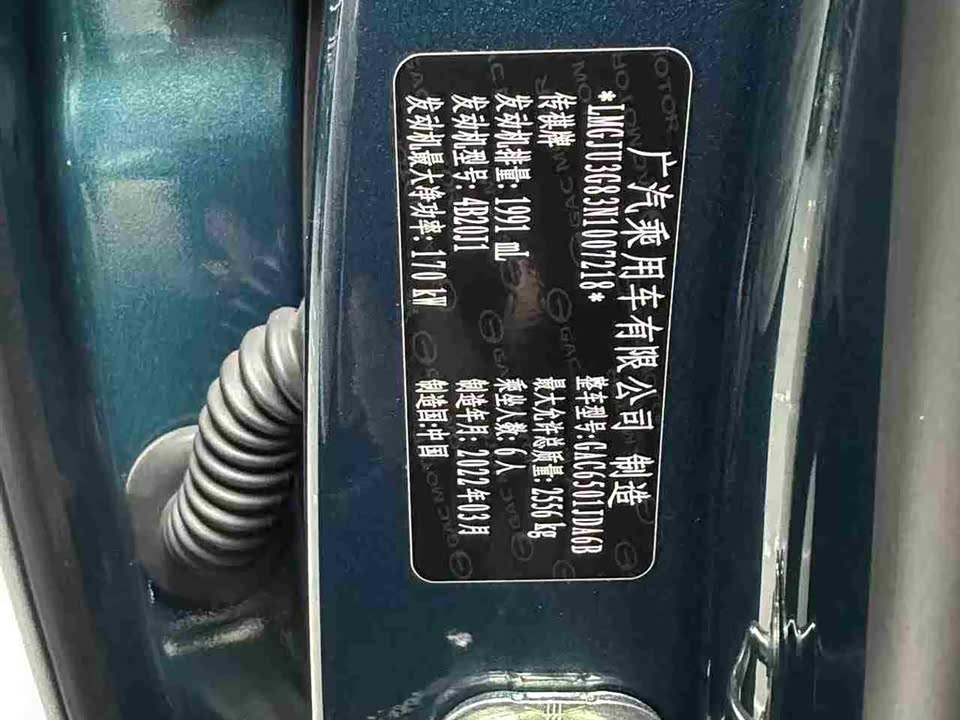 广汽乘用车有限公司 制造
*LMGJU3G83N1007218*
传祺牌 整车型号:GAC6501JDA6B
最大允许总质量:2556 kg
发动机排量:1991 mL 乘坐人数:6人
发动机型号:4B20J1 制造年月:2022年03月
发动机最大净功率:170 kW 制造国:中国